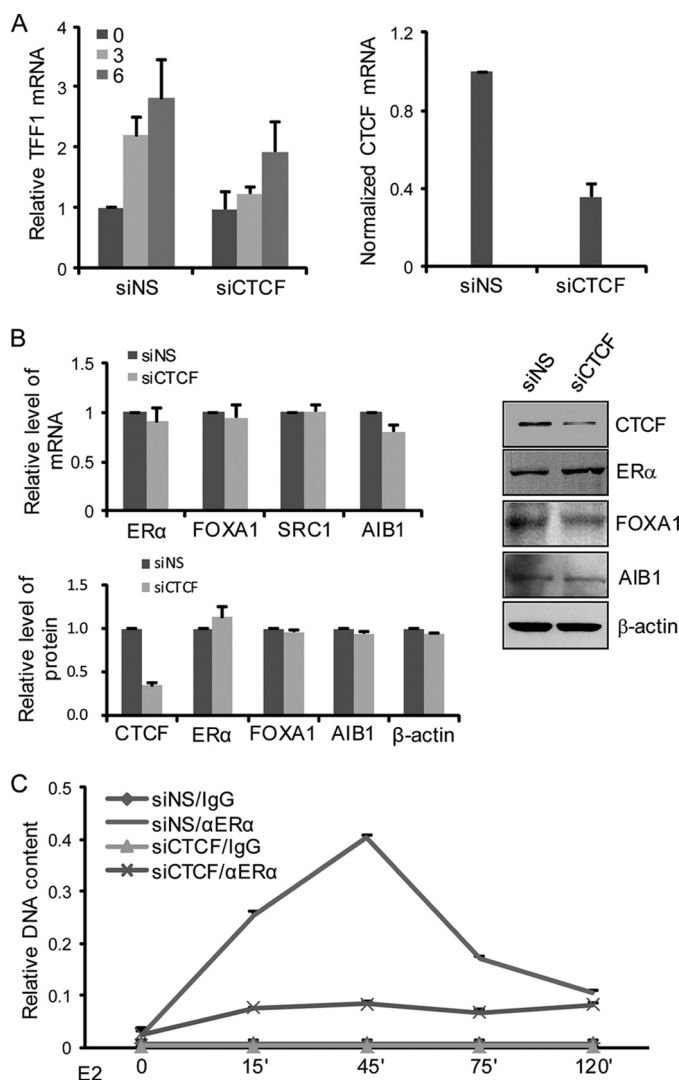 A
Relative TFF1 mRNA
4
3
2
1
0
0
3
6
siNS
siCTCF
Normalized CTCF mRNA
1.2
0.8
0.4
0
siNS
siCTCF
B
Relative level of
mRNA
1.5
1
0.5
siNS
siCTCF
ERα
FOXA1
SRC1
AIB1
Relative level of
protein
1.5
1.0
0.5
0.0
siNS
siCTCF
CTCF
ERα
FOXA1
AIB1
β-actin
siNS
siCTCF
CTCF
ERα
FOXA1
AIB1
β-actin
C
Relative DNA content
0.5
0.4
0.3
0.2
0.1
0
siNS/IgG
siNS/αERα
siCTCF/IgG
siCTCF/αERα
E2
0
15'
45'
75'
120'